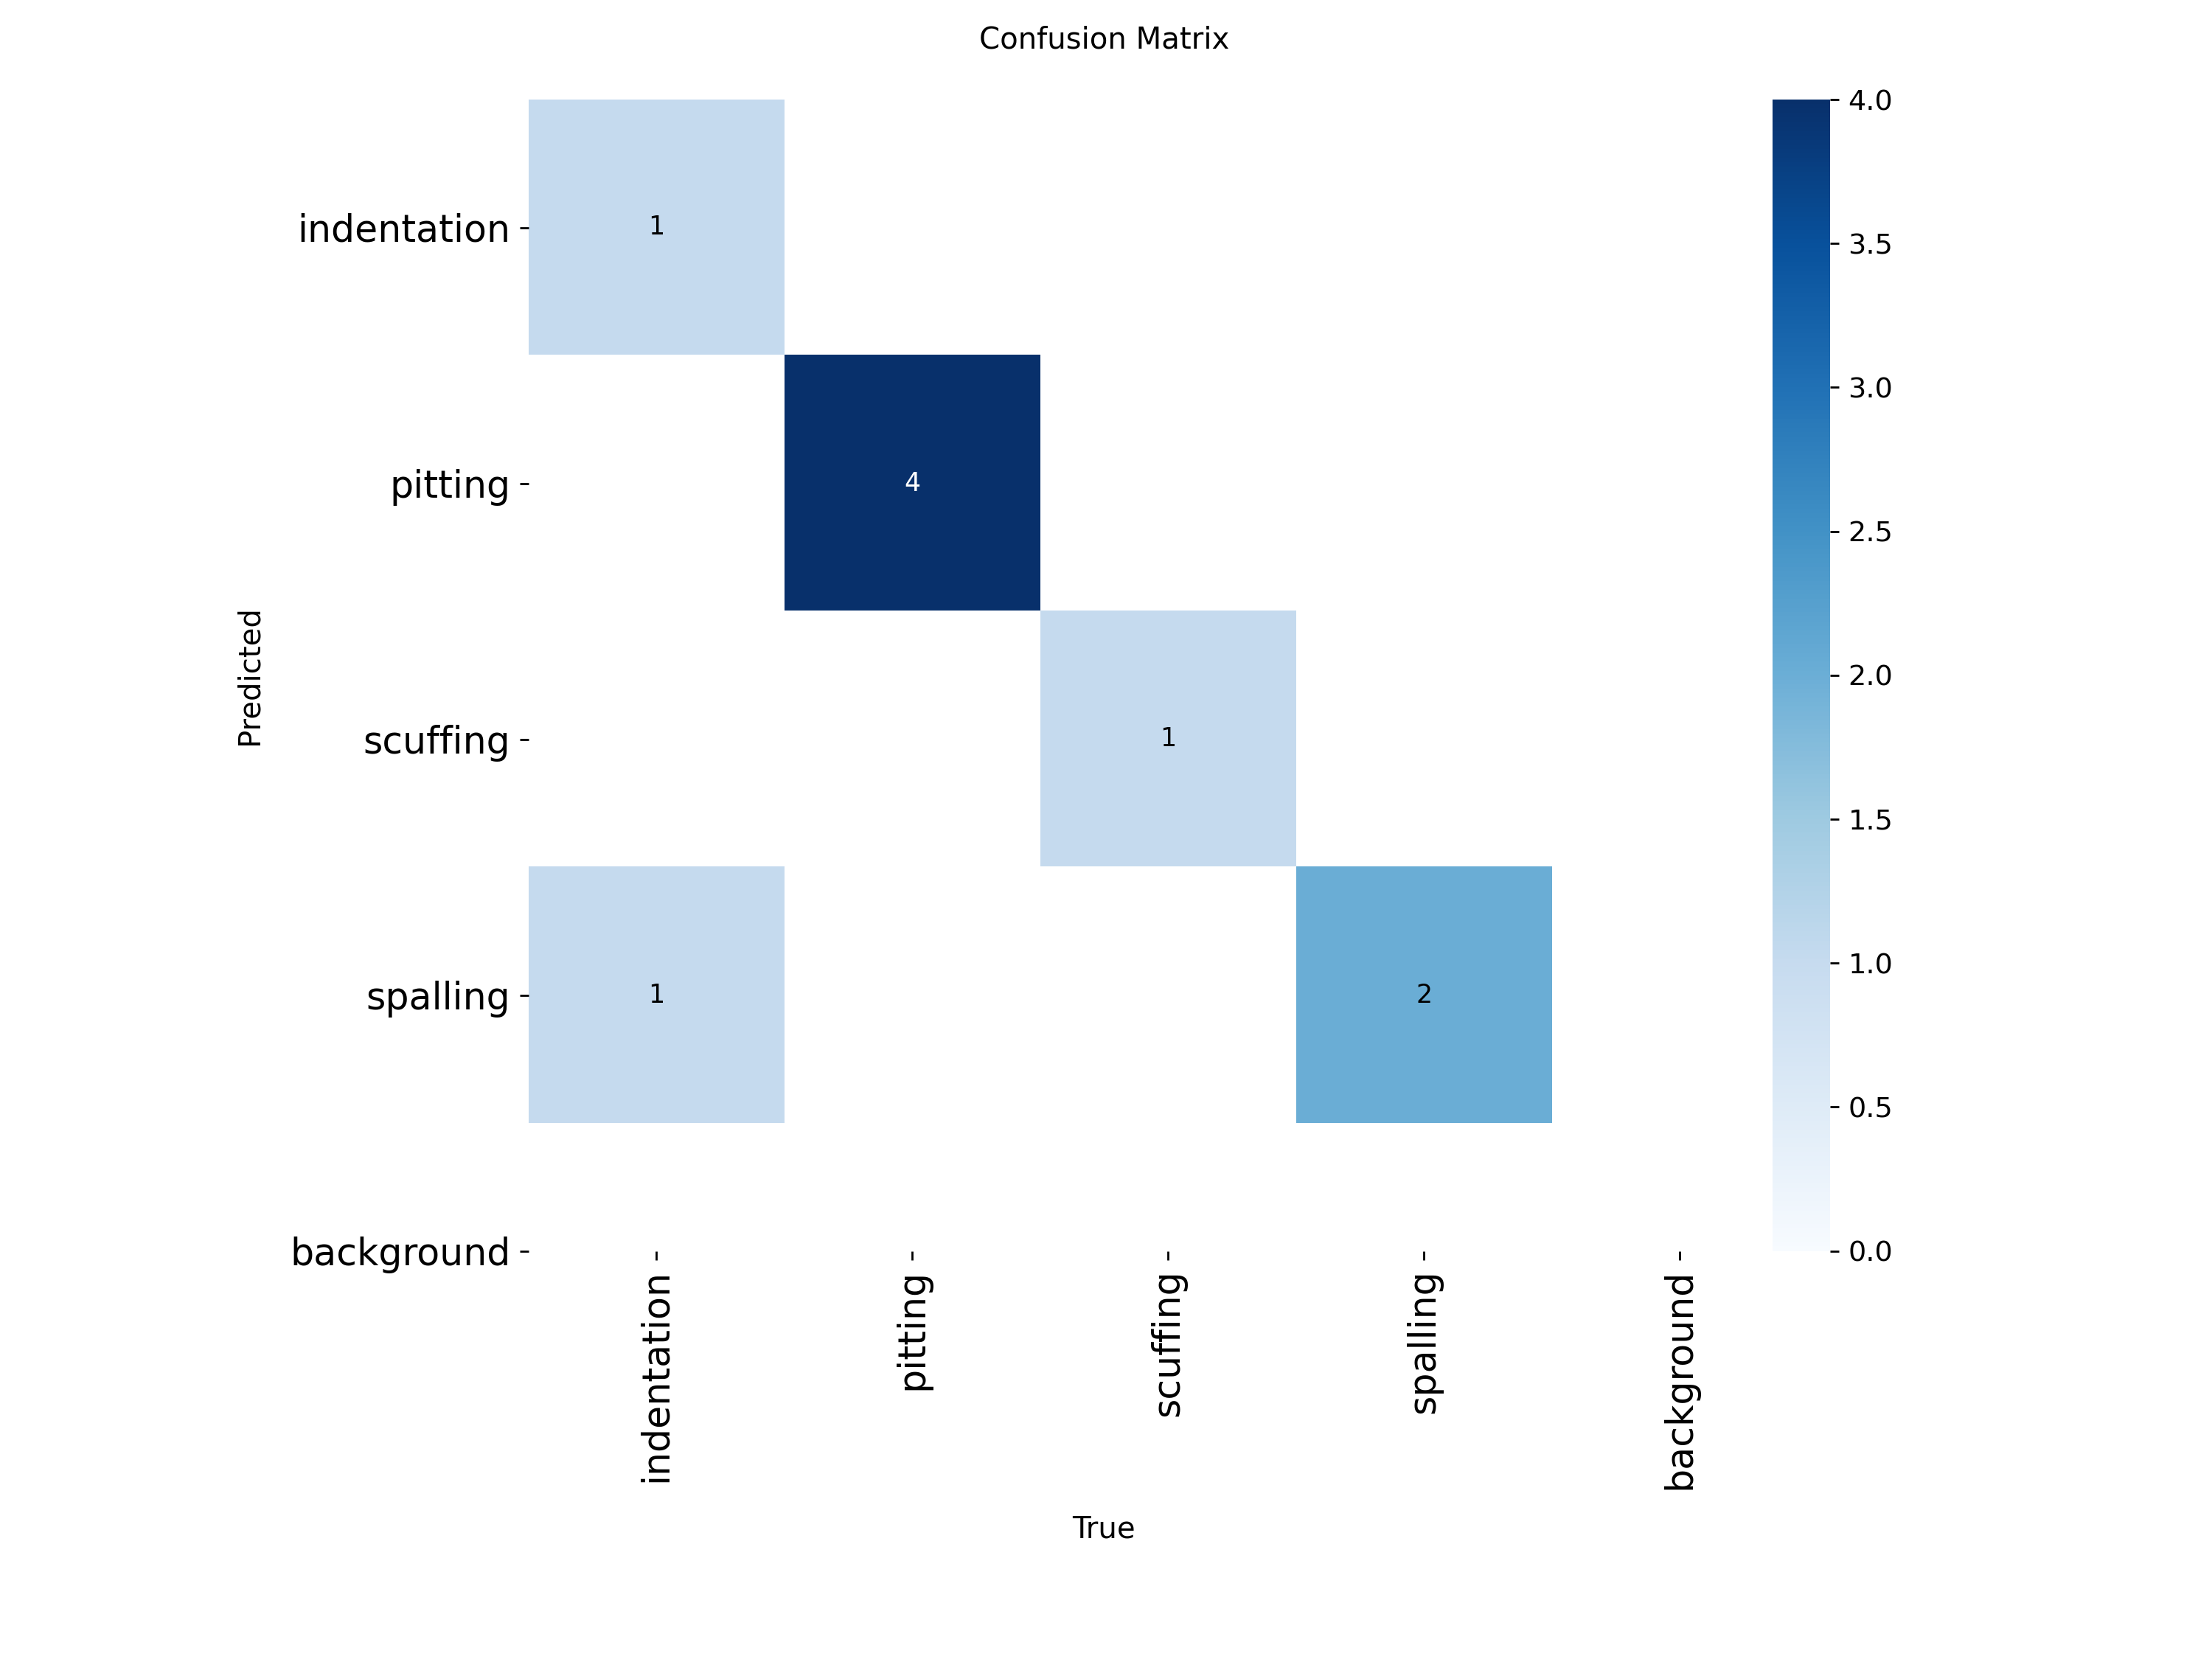 Confusion Matrix
indentation
pitting
scuffing
spalling
background
Predicted
1
4
1
1
2
indentation
pitting
scuffing
spalling
background
True
4.0
3.5
3.0
2.5
2.0
1.5
1.0
0.5
0.0